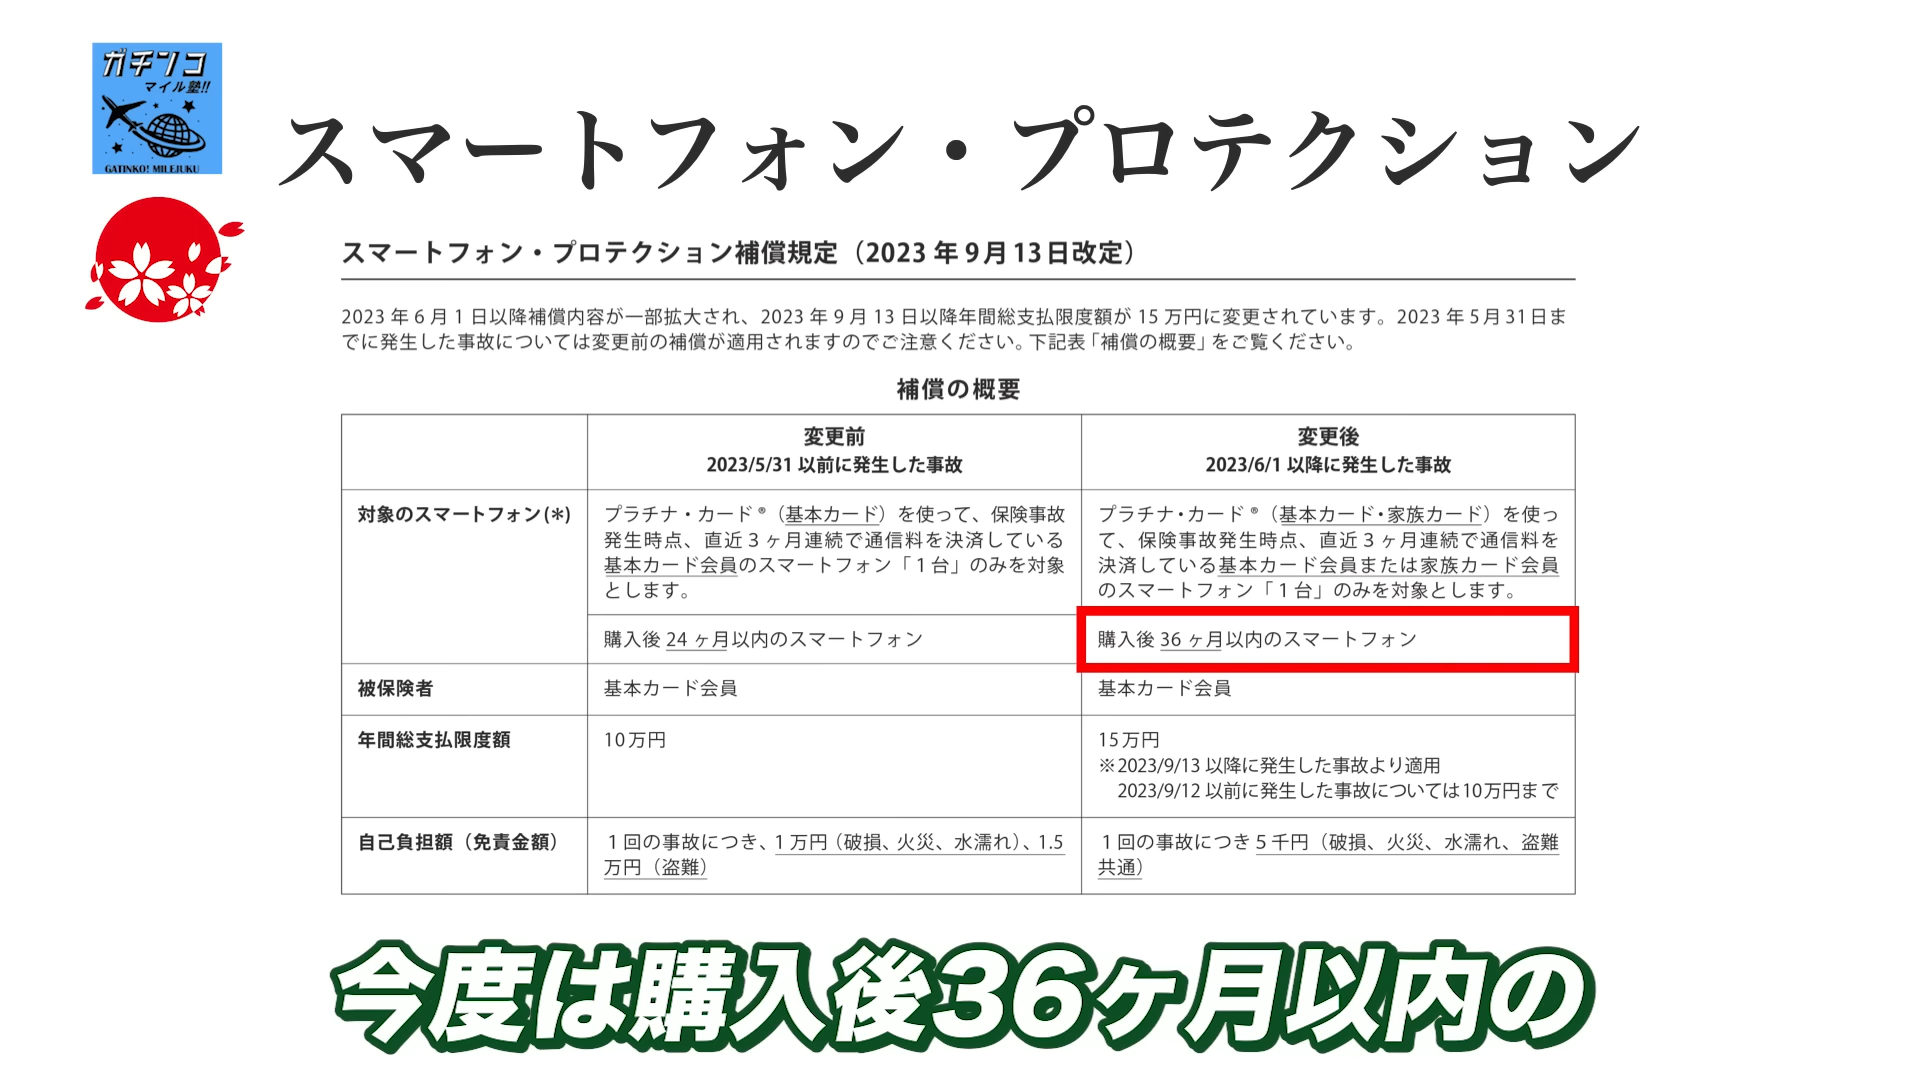 ガチンコ
マイル塾!!
GATINKO! MILEJUKU
スマートフォン・プロテクション
スマートフォン・プロテクション補償規定（2023年9月13日改定）
2023年6月1日以降補償内容が一部拡大され、2023年9月13日以降年間総支払限度額が15万円に変更されています。2023年5月31日ま
でに発生した事故については変更前の補償が適用されますのでご注意ください。下記表「補償の概要」をご覧ください。
補償の概要
変更前
2023/5/31以前に発生した事故
変更後
2023/6/1以降に発生した事故
対象のスマートフォン(＊)
プラチナ・カード®（基本カード）を使って、保険事故
発生時点、直近3ヶ月連続で通信料を決済している
基本カード会員のスマートフォン「1台」のみを対象
とします。
プラチナ・カード®（基本カード・家族カード）を使っ
て、保険事故発生時点、直近3ヶ月連続で通信料を
決済している基本カード会員または家族カード会員
のスマートフォン「1台」のみを対象とします。
購入後24ヶ月以内のスマートフォン
購入後36ヶ月以内のスマートフォン
被保険者
基本カード会員
基本カード会員
年間総支払限度額
10万円
15万円
※2023/9/13以降に発生した事故より適用
2023/9/12以前に発生した事故については10万円まで
自己負担額（免責金額）
1回の事故につき、1万円（破損、火災、水濡れ）、1.5
万円（盗難）
1回の事故につき5千円（破損、火災、水濡れ、盗難
共通）
今度は購入後36ヶ月以内の